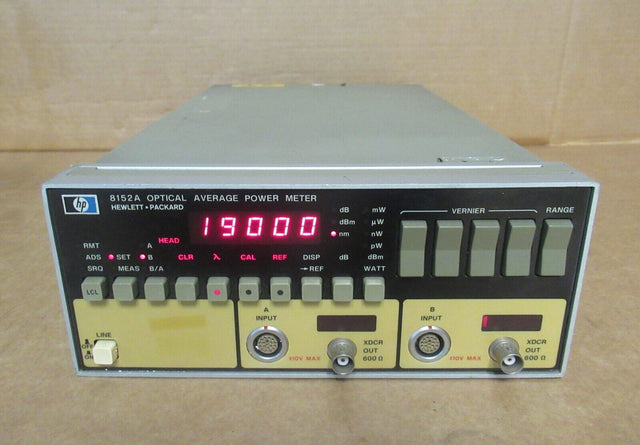 hp
8152A OPTICAL AVERAGE POWER METER
HEWLETT • PACKARD
19000
dB mW
dBm µW
nm nW
pW
dB dBm
WATT
VERNIER RANGE
RMT A HEAD
ADS SET B CLR λ CAL REF DISP
SRQ MEAS B/A →REF
LCL
LINE
OFF
ON
A
INPUT
110V MAX
XDCR
OUT
600 Ω
B
INPUT
110V MAX
XDCR
OUT
600 Ω